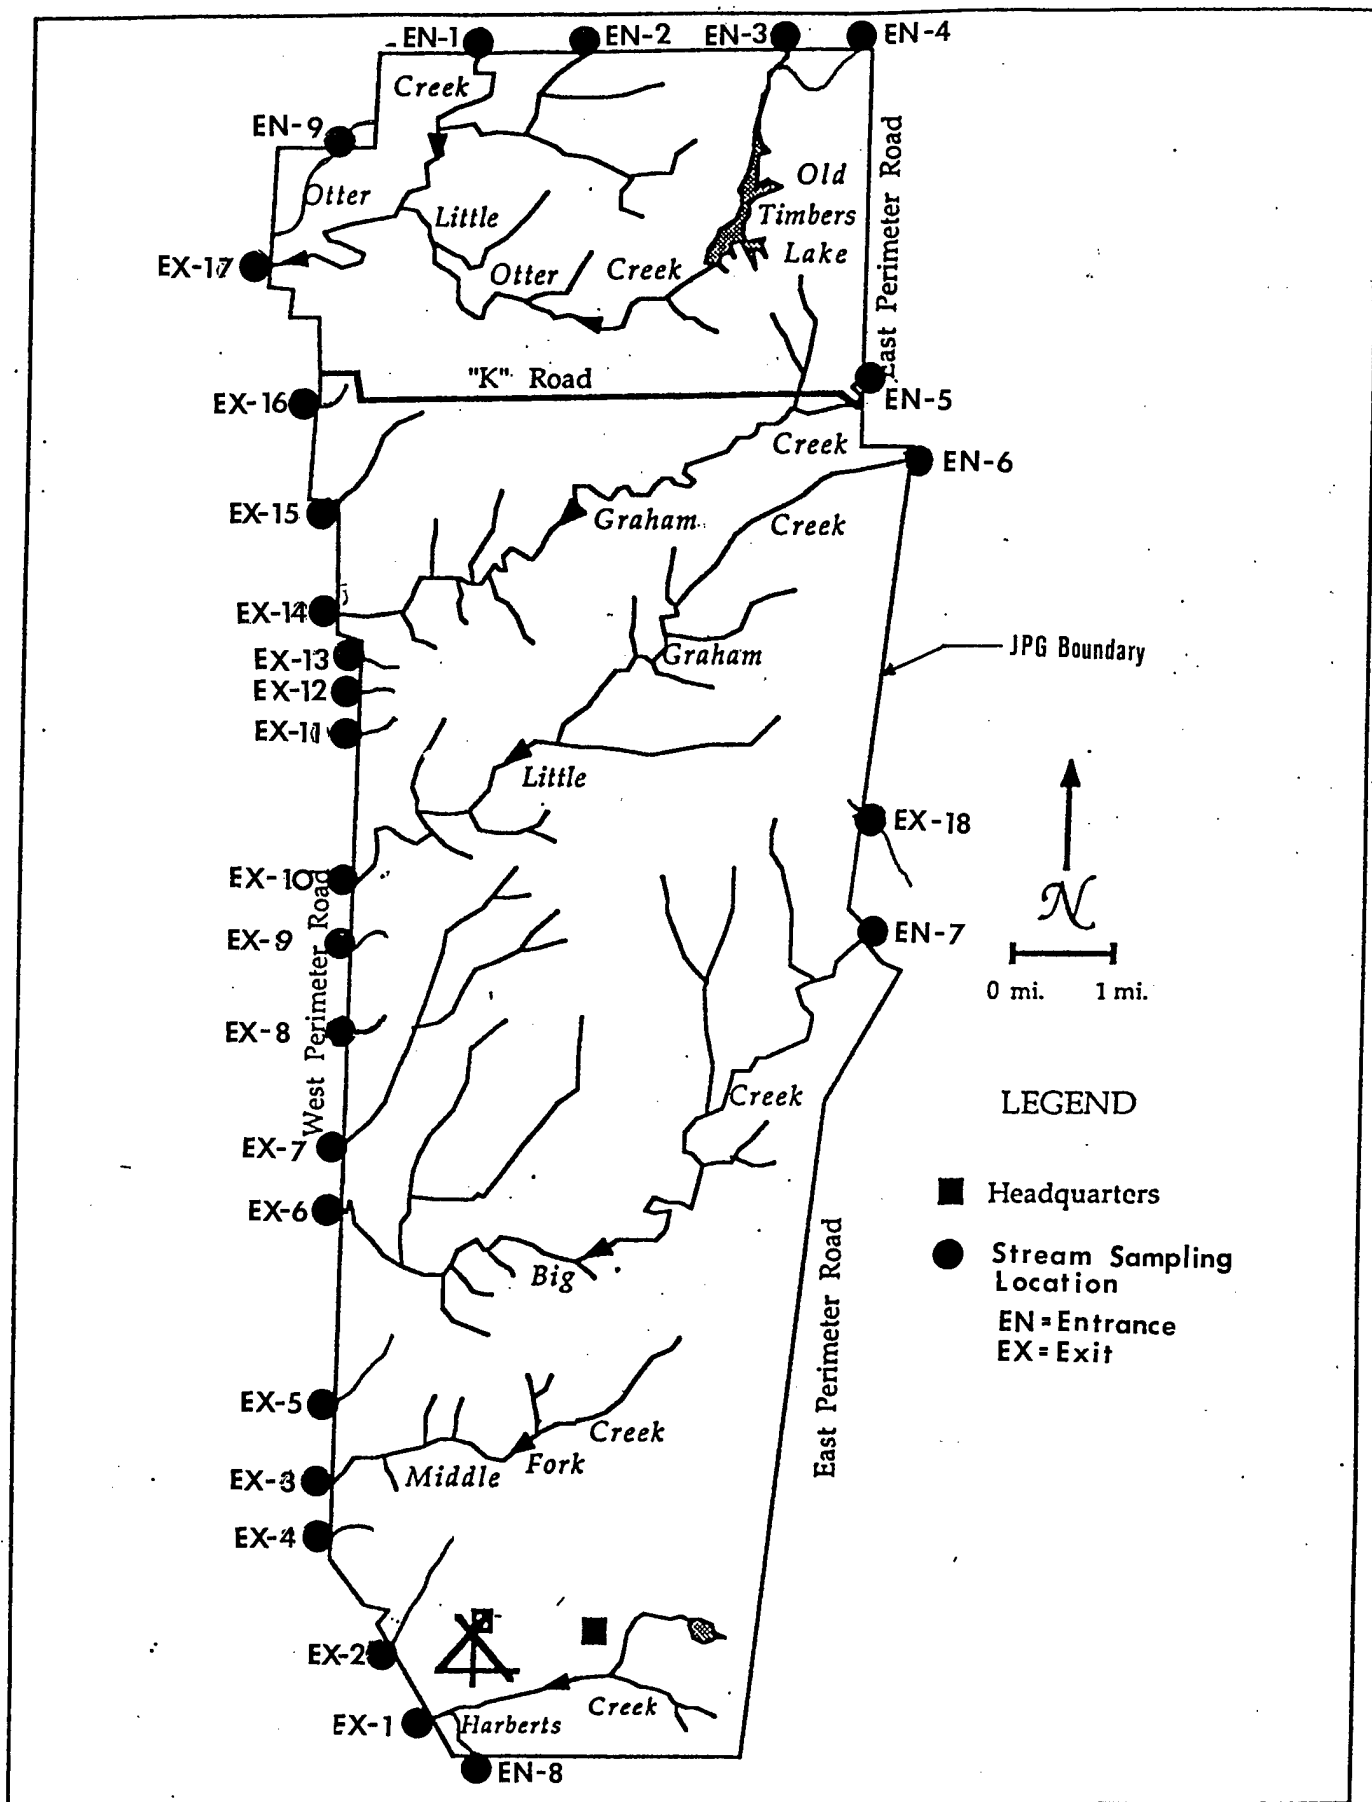 EN-1
EN-2
EN-3
EN-4
Creek
EN-9
Otter
Little
Old
Timbers
Lake
East Perimeter Road
EX-17
Otter
Creek
"K" Road
EX-16
EN-5
Creek
EN-6
EX-15
Graham
Creek
EX-14
EX-13
Graham
JPG Boundary
EX-12
EX-11
Little
EX-18
EX-10
West Perimeter Road
N
EX-9
EN-7
0 mi.
1 mi.
EX-8
Creek
LEGEND
EX-7
Headquarters
EX-6
Stream Sampling
Location
EN=Entrance
EX=Exit
Big
East Perimeter Road
EX-5
Creek
Fork
Middle
EX-3
EX-4
EX-2
Creek
Harberts
EX-1
EN-8